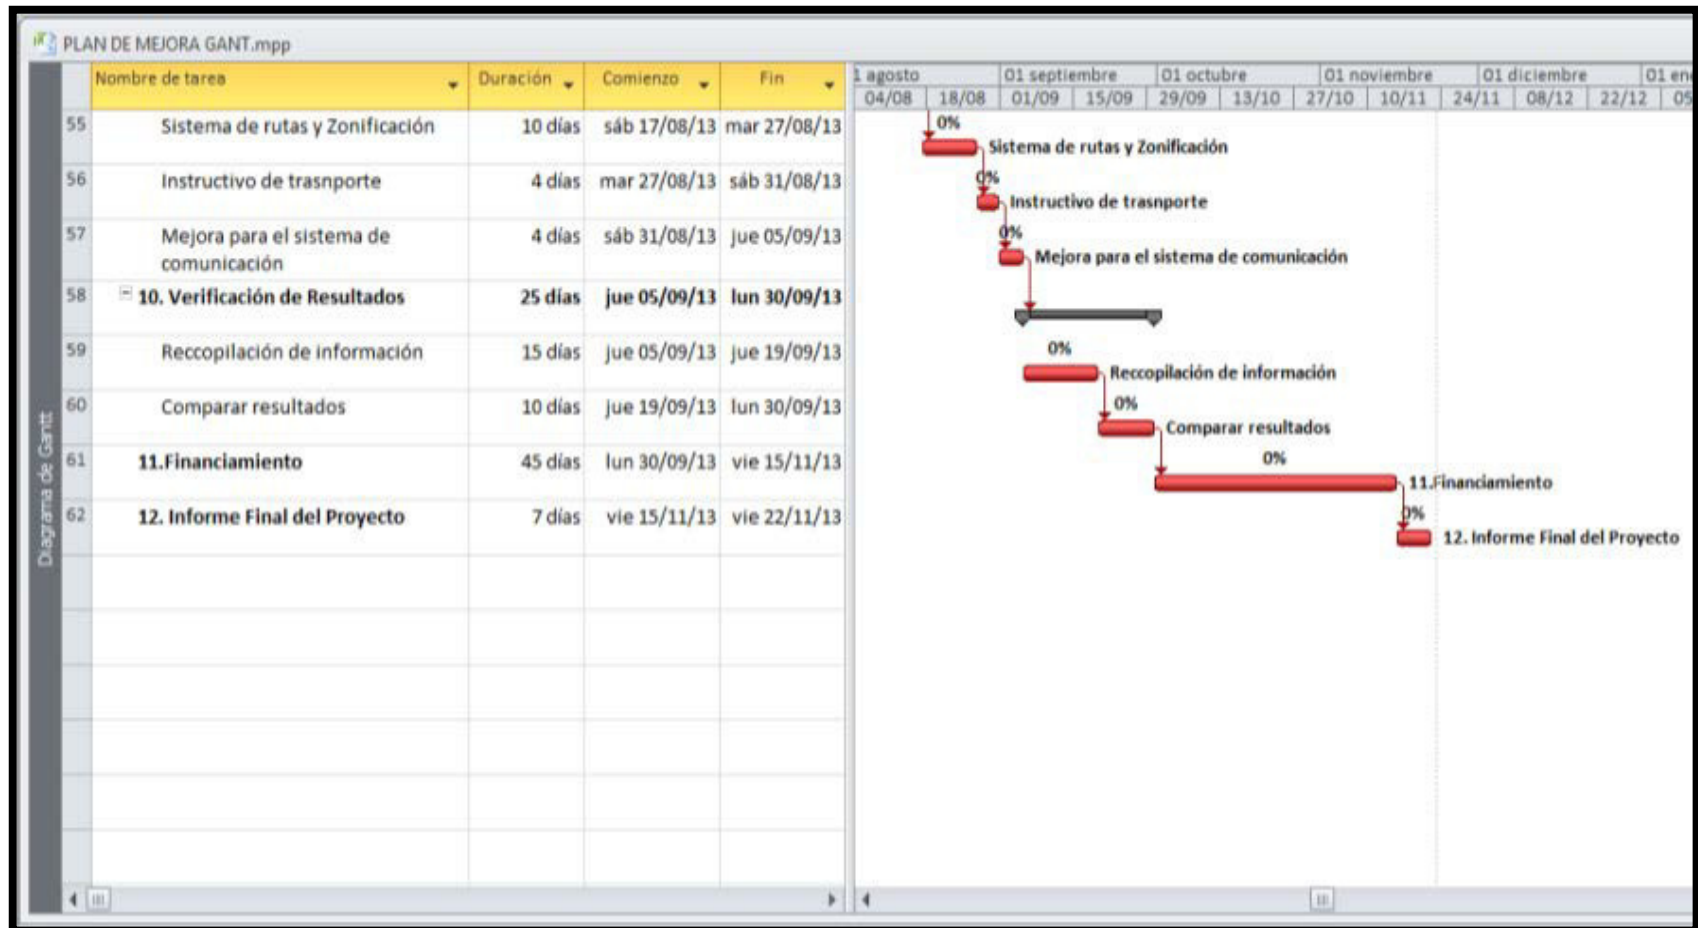 PLAN DE MEJORA GANT.mpp
Nombre de tarea Duración Comienzo Fin
1 agosto 01 septiembre 01 octubre 01 noviembre 01 diciembre 01 ene
04/08 18/08 01/09 15/09 29/09 13/10 27/10 10/11 24/11 08/12 22/12 05
55 Sistema de rutas y Zonificación 10 días sáb 17/08/13 mar 27/08/13
0%
Sistema de rutas y Zonificación
56 Instructivo de trasnporte 4 días mar 27/08/13 sáb 31/08/13
0%
Instructivo de trasnporte
57 Mejora para el sistema de
comunicación
4 días sáb 31/08/13 jue 05/09/13
0%
Mejora para el sistema de comunicación
58 10. Verificación de Resultados 25 días jue 05/09/13 lun 30/09/13
59 Reccopilación de información 15 días jue 05/09/13 jue 19/09/13
0%
Reccopilación de información
60 Comparar resultados 10 días jue 19/09/13 lun 30/09/13
0%
Comparar resultados
61 11.Financiamiento 45 días lun 30/09/13 vie 15/11/13
0%
11.Financiamiento
62 12. Informe Final del Proyecto 7 días vie 15/11/13 vie 22/11/13
0%
12. Informe Final del Proyecto
Diagrama de Gantt